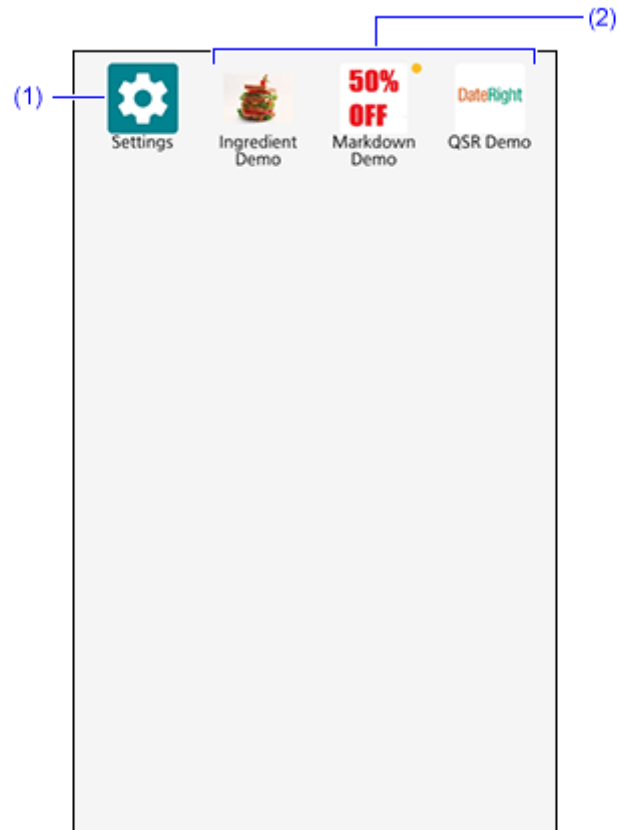 (2)
(1)
50%
OFF
DateRight
Settings
Ingredient
Demo
Markdown
Demo
QSR Demo